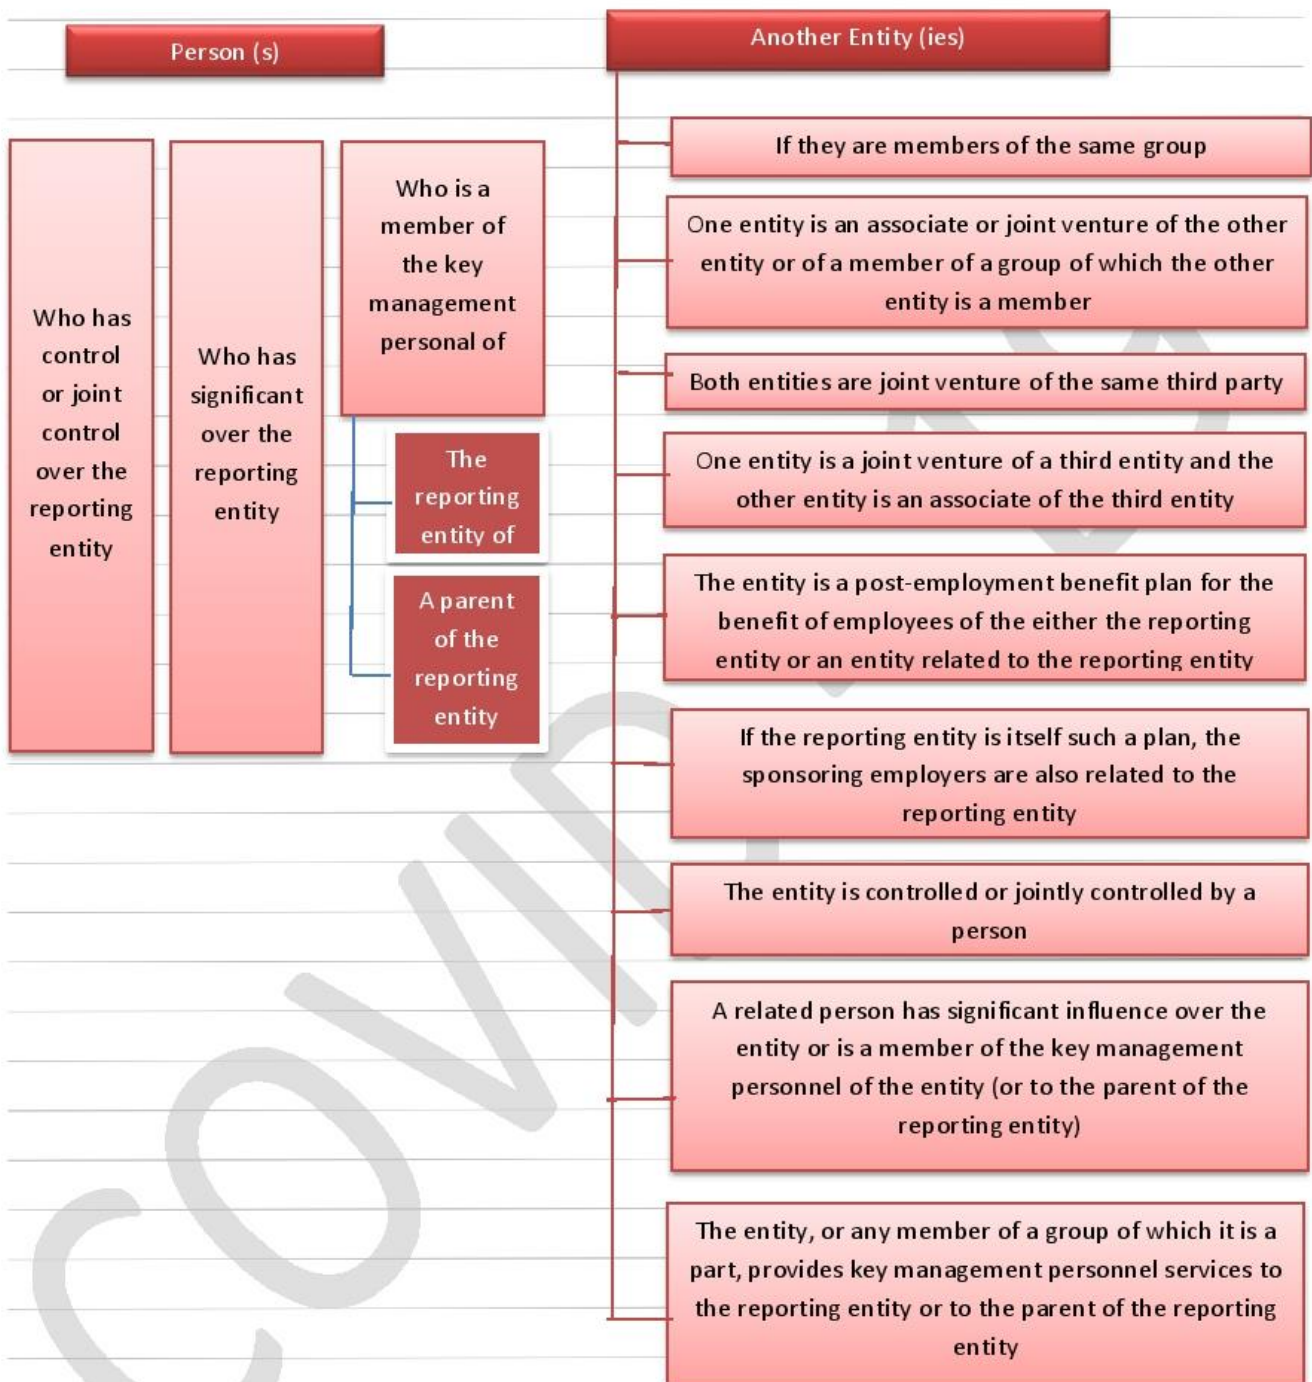 Person (s)
Who has
control
or joint
control
over the
reporting
entity
Who has
significant
over the
reporting
entity
Who is a
member of
the key
management
personal of
The
reporting
entity of
A parent
of the
reporting
entity
Another Entity (ies)
If they are members of the same group
One entity is an associate or joint venture of the other
entity or of a member of a group of which the other
entity is a member
Both entities are joint venture of the same third party
One entity is a joint venture of a third entity and the
other entity is an associate of the third entity
The entity is a post-employment benefit plan for the
benefit of employees of the either the reporting
entity or an entity related to the reporting entity
If the reporting entity is itself such a plan, the
sponsoring employers are also related to the
reporting entity
The entity is controlled or jointly controlled by a
person
A related person has significant influence over the
entity or is a member of the key management
personnel of the entity (or to the parent of the
reporting entity)
The entity, or any member of a group of which it is a
part, provides key management personnel services to
the reporting entity or to the parent of the reporting
entity